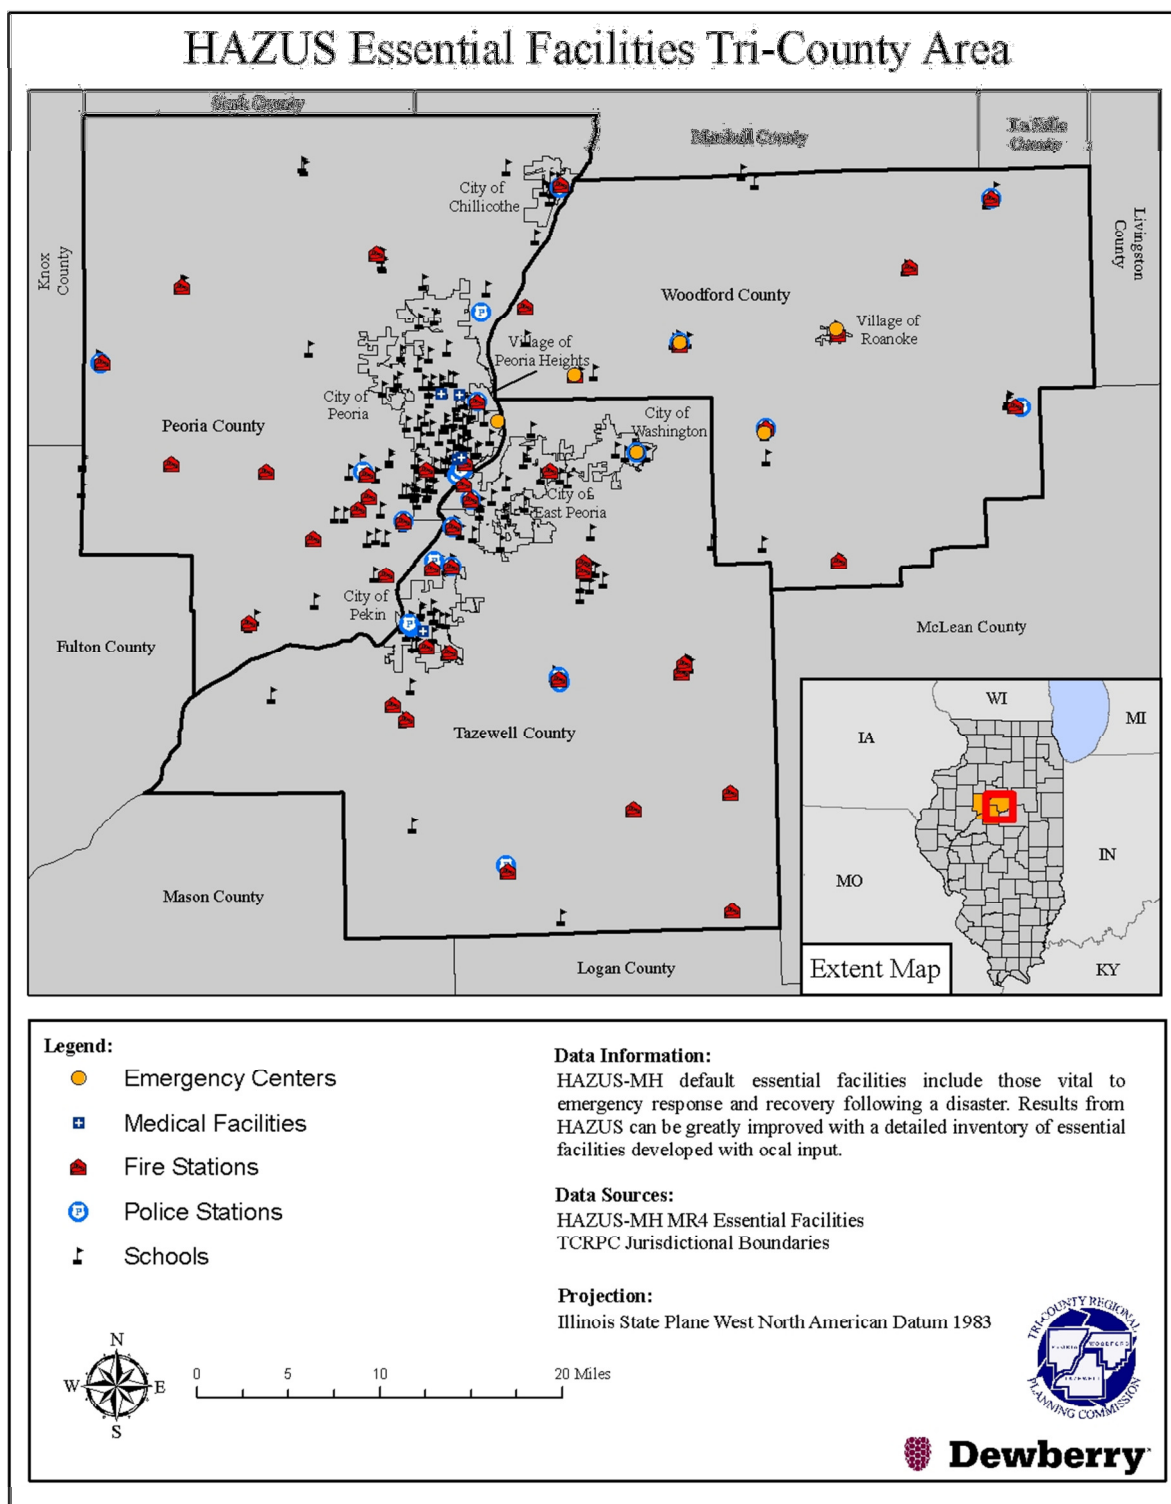 HAZUS Essential Facilities Tri-County Area
Stark County
Marshall County
La Salle
County
Knox
County
Livingston
County
City of
Chillicothe
Woodford County
Village of
Roanoke
Village of
Peoria Heights
City of
Peoria
Peoria County
City of
Washington
City of
East Peoria
City of
Pekin
Fulton County
McLean County
Tazewell County
Mason County
Logan County
WI
MI
IA
IN
MO
KY
Extent Map
Legend:
Emergency Centers
Medical Facilities
Fire Stations
Police Stations
Schools
Data Information:
HAZUS-MH default essential facilities include those vital to
emergency response and recovery following a disaster. Results from
HAZUS can be greatly improved with a detailed inventory of essential
facilities developed with ocal input.
Data Sources:
HAZUS-MH MR4 Essential Facilities
TCRPC Jurisdictional Boundaries
Projection:
Illinois State Plane West North American Datum 1983
N
W
E
S
0 5 10 20 Miles
TRI-COUNTY REGIONAL
PEORIA
WOODFORD
TAZEWELL
PLANNING COMMISSION
Dewberry